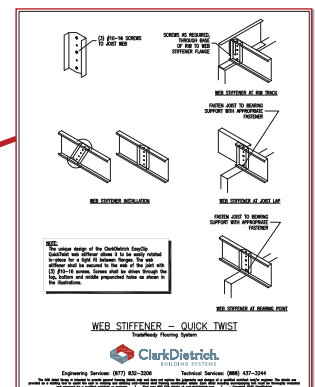 (3) #10-16 SCREWS
TO JOIST WEB
SCREWS AS REQUIRED,
THROUGH BASE
OF RIM TO WEB
STIFFENER FLANGE
WEB STIFFENER AT RIM TRACK
FASTEN JOIST TO BEARING
SUPPORT WITH APPROPRIATE
FASTENER
WEB STIFFENER INSTALLATION
WEB STIFFENER AT JOIST LAP
FASTEN JOIST TO BEARING
SUPPORT WITH APPROPRIATE
FASTENER
NOTE:
The unique design of the ClarkDietrich EasyClip
QuickTwist web stiffener allows it to be easily rotated
in-place for a tight fit between flanges. The web
stiffener shall be secured to the web of the joist with
(3) #10-16 screws. Screws shall be driven through the
top, bottom and middle prepunched holes as shown in
the illustrations.
WEB STIFFENER AT BEARING POINT
WEB STIFFENER - QUICK TWIST
TradeReady Flooring System
ClarkDietrich.
BUILDING SYSTEMS
Engineering Services: (877) 832-3206 Technical Services: (888) 437-3244